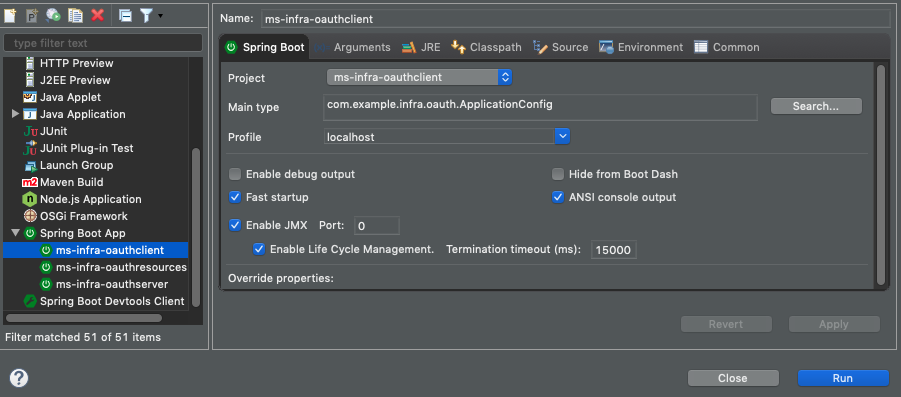 Name: ms-infra-oauthclient
type filter text
HTTP Preview
J2EE Preview
Java Applet
Java Application
JUnit
JUnit Plug-in Test
Launch Group
Maven Build
Node.js Application
OSGi Framework
Spring Boot App
ms-infra-oauthclient
ms-infra-oauthresources
ms-infra-oauthserver
Spring Boot Devtools Client
Filter matched 51 of 51 items
Spring Boot Arguments JRE Classpath Source Environment Common
Project ms-infra-oauthclient
Main type com.example.infra.oauth.ApplicationConfig Search...
Profile localhost
Enable debug output Hide from Boot Dash
Fast startup ANSI console output
Enable JMX Port: 0
Enable Life Cycle Management. Termination timeout (ms): 15000
Override properties:
Revert Apply
Close Run